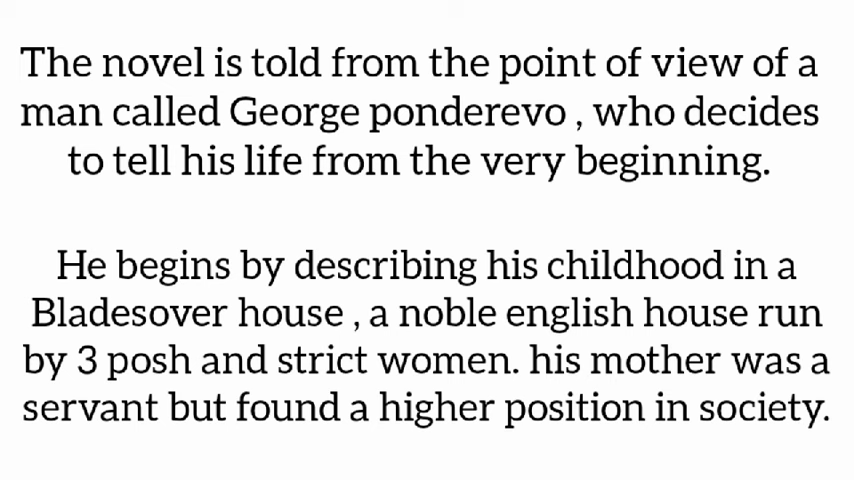 The novel is told from the point of view of a
man called George ponderevo , who decides
to tell his life from the very beginning.
He begins by describing his childhood in a
Bladesover house , a noble english house run
by 3 posh and strict women. his mother was a
servant but found a higher position in society.